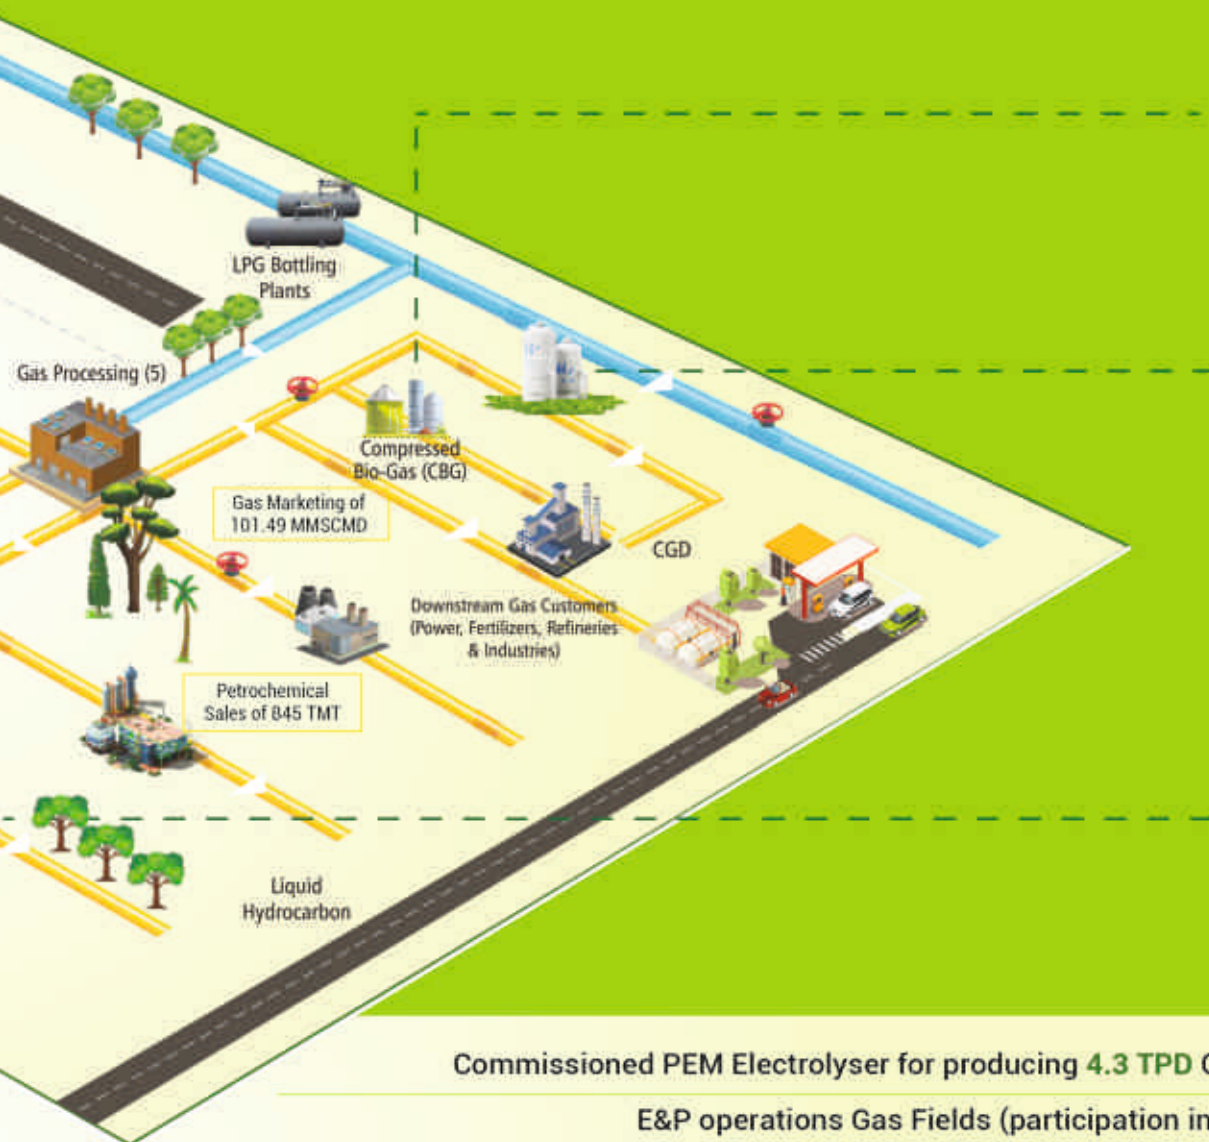 LPG Bottling
Plants
Gas Processing (5)
Compressed
Bio-Gas (CBG)
Gas Marketing of
101.49 MMSCMD
CGD
Downstream Gas Customers
(Power, Fertilizers, Refineries
& Industries)
Petrochemical
Sales of 845 TMT
Liquid
Hydrocarbon
Commissioned PEM Electrolyser for producing 4.3 TPD
E&P operations Gas Fields (participation in